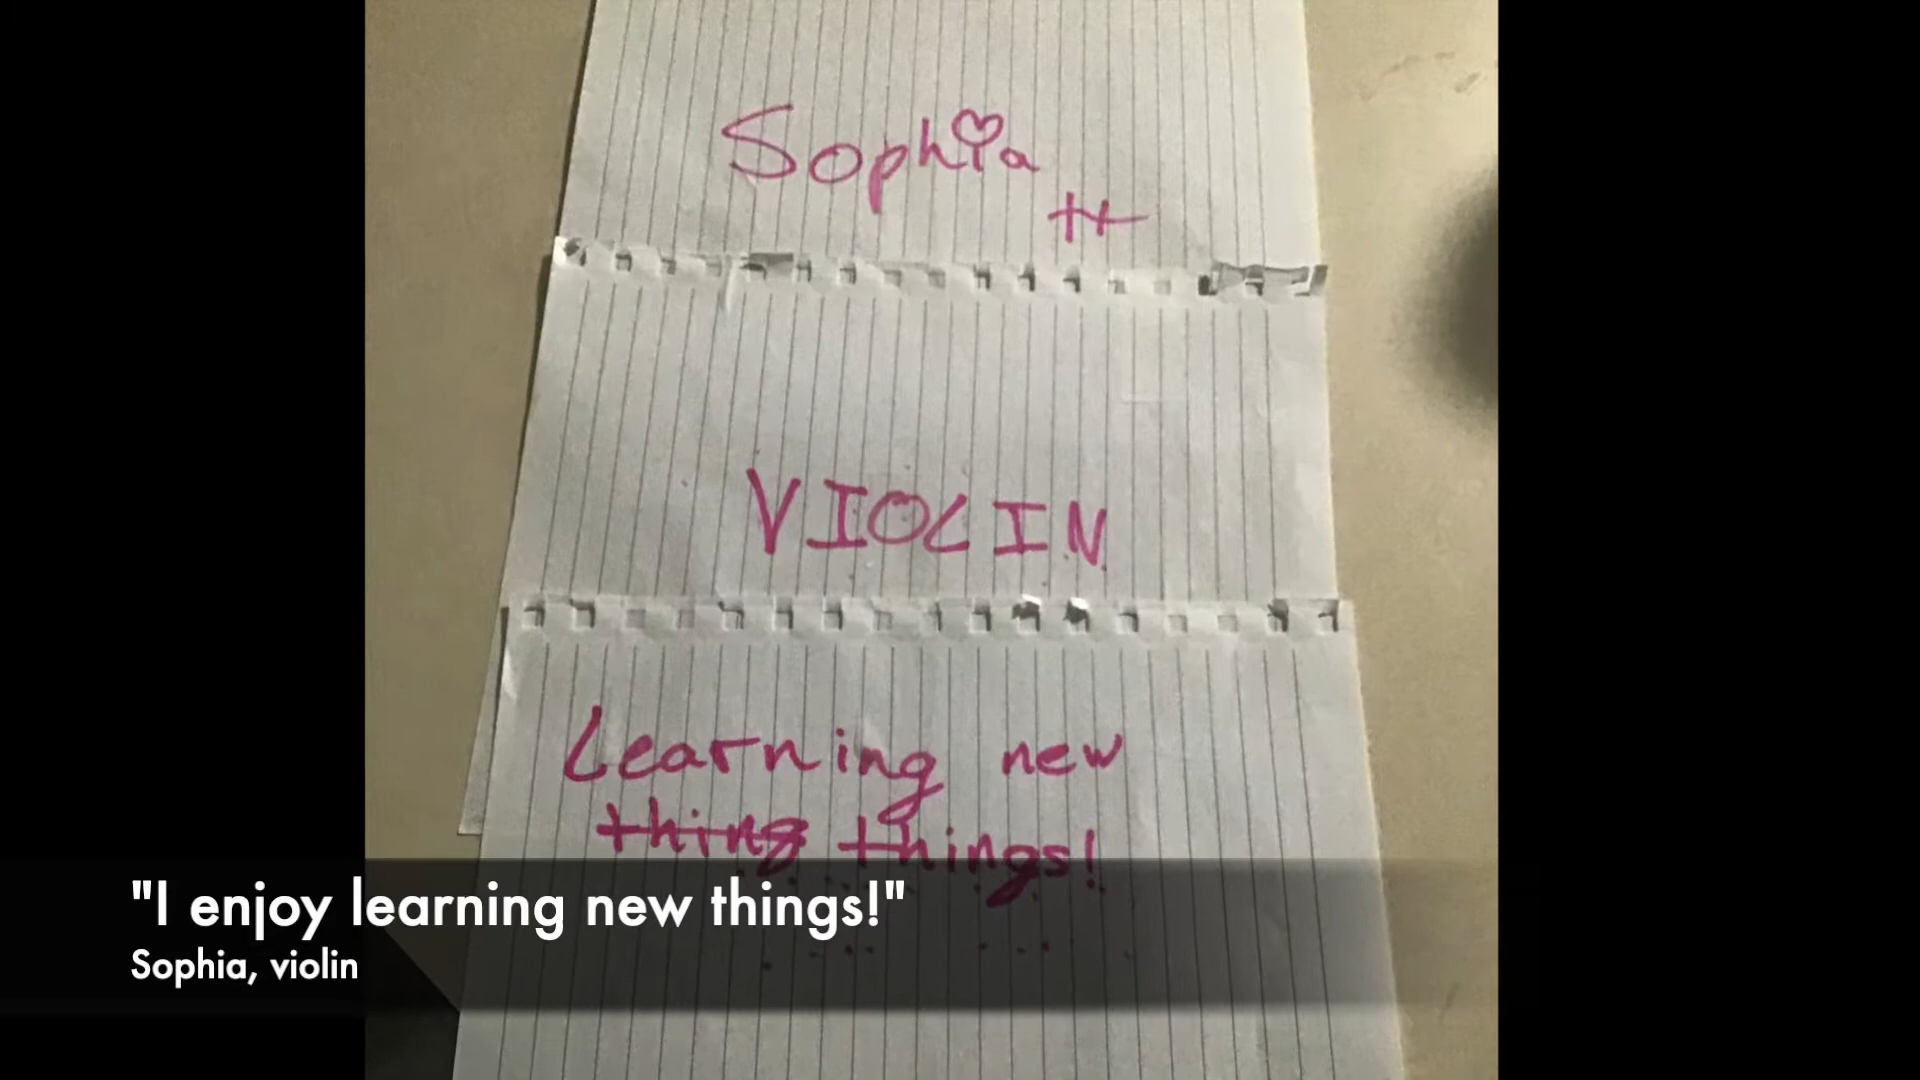 Sophia
++
VIOLIN
Learning new
thing things!
"I enjoy learning new things!"
Sophia, violin